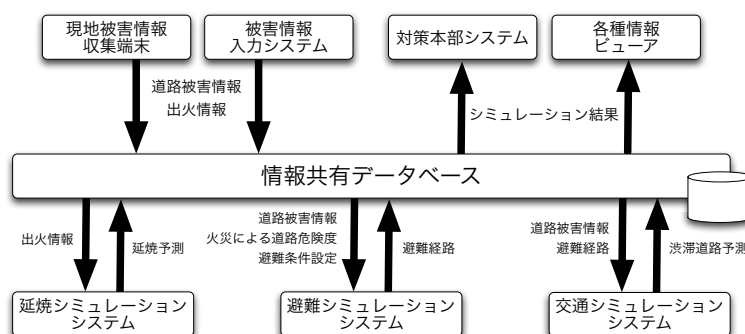 現地被害情報
収集端末
被害情報
入力システム
対策本部システム
各種情報
ビューア
道路被害情報
出火情報
シミュレーション結果
情報共有データベース
出火情報
延焼予測
道路被害情報
火災による道路危険度
避難条件設定
避難経路
道路被害情報
避難経路
渋滞道路予測
延焼シミュレーション
システム
避難シミュレーション
システム
交通シミュレーション
システム